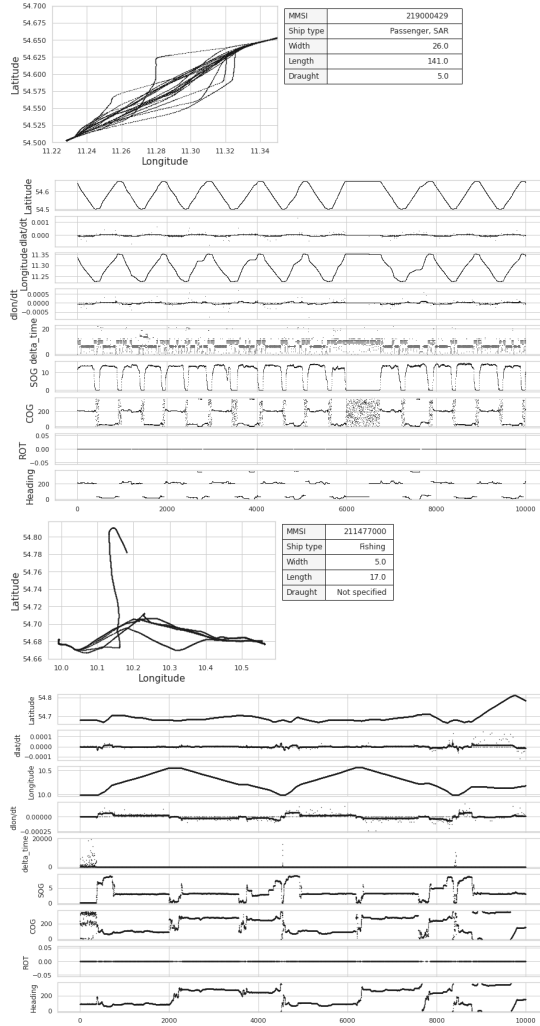 54.700
54.675
54.650
54.625
54.600
54.575
54.550
54.525
54.500
Latitude
11.22 11.24 11.26 11.28 11.30 11.32 11.34
Longitude
MMSI 219000429
Ship type Passenger, SAR
Width 26.0
Length 141.0
Draught 5.0
Latitude
54.6
54.5
dlat/dt
0.001
0.000
Longitude
11.35
11.30
11.25
dlon/dt
0.0005
0.0000
−0.0005
delta_time
20
0
SOG
10
0
COG
200
0
ROT
0.05
0.00
−0.05
Heading
200
0
0 2000 4000 6000 8000 10000
54.80
54.78
54.76
54.74
54.72
54.70
54.68
54.66
Latitude
10.0 10.1 10.2 10.3 10.4 10.5
Longitude
MMSI 211477000
Ship type Fishing
Width 5.0
Length 17.0
Draught Not specified
Latitude
54.8
54.7
dlat/dt
0.0001
0.0000
−0.0001
Longitude
10.5
10.0
dlon/dt
0.00000
−0.00025
delta_time
20000
0
SOG
5
0
COG
200
0
ROT
0.05
0.00
−0.05
Heading
200
0
0 2000 4000 6000 8000 10000